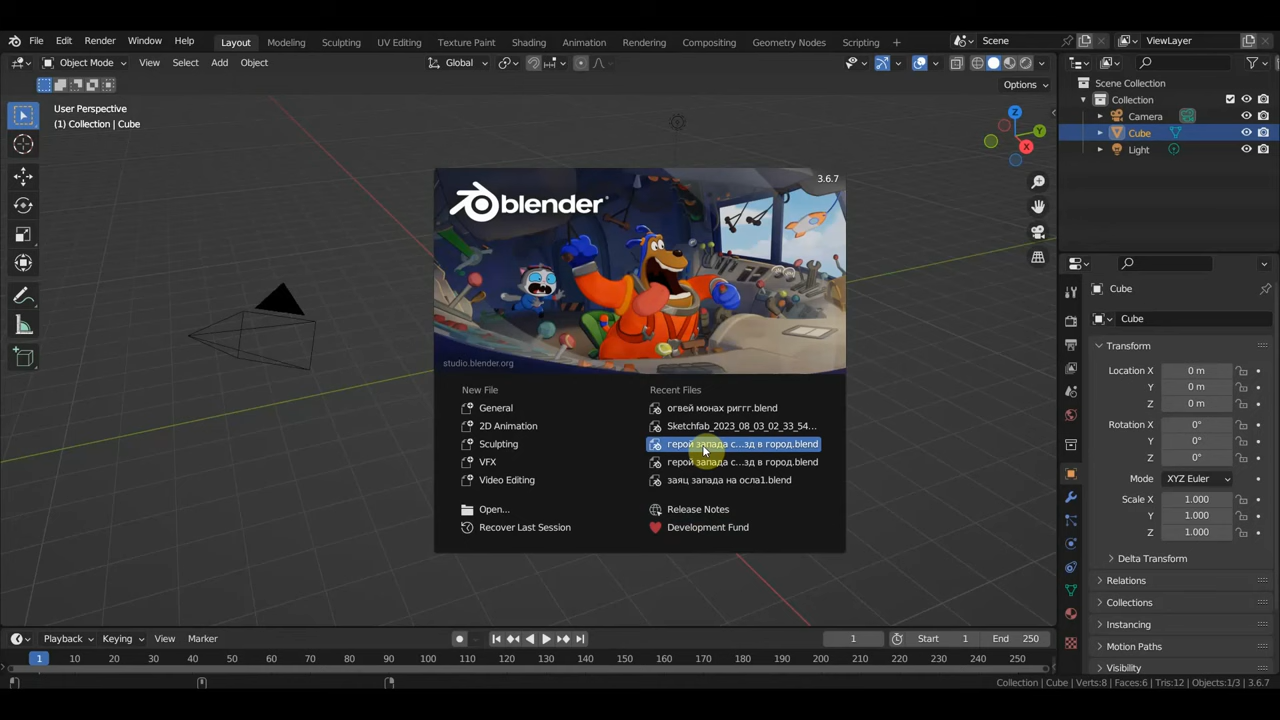 File Edit Render Window Help Layout Modeling Sculpting UV Editing Texture Paint Shading Animation Rendering Compositing Geometry Nodes Scripting + Scene ViewLayer
Object Mode View Select Add Object Global
Options
User Perspective
(1) Collection | Cube
Z
Y
X
Scene Collection
Collection
Camera
Cube
Light
blender
3.6.7
studio.blender.org
New File
General
2D Animation
Sculpting
VFX
Video Editing
Open...
Recover Last Session
Recent Files
огвей монах риггг.blend
Sketchfab_2023_08_03_02_33_54...
герой запада с...зд в город.blend
герой запада с...зд в город.blend
заяц запада на осла1.blend
Release Notes
Development Fund
Cube
Cube
Transform
Location X 0 m
Y 0 m
Z 0 m
Rotation X 0°
Y 0°
Z 0°
Mode XYZ Euler
Scale X 1.000
Y 1.000
Z 1.000
Delta Transform
Relations
Collections
Instancing
Motion Paths
Visibility
Playback Keying View Marker 1 Start 1 End 250
1 10 20 30 40 50 60 70 80 90 100 110 120 130 140 150 160 170 180 190 200 210 220 230 240 250
Collection | Cube | Verts:8 | Faces:6 | Tris:12 | Objects:1/3 | 3.6.7